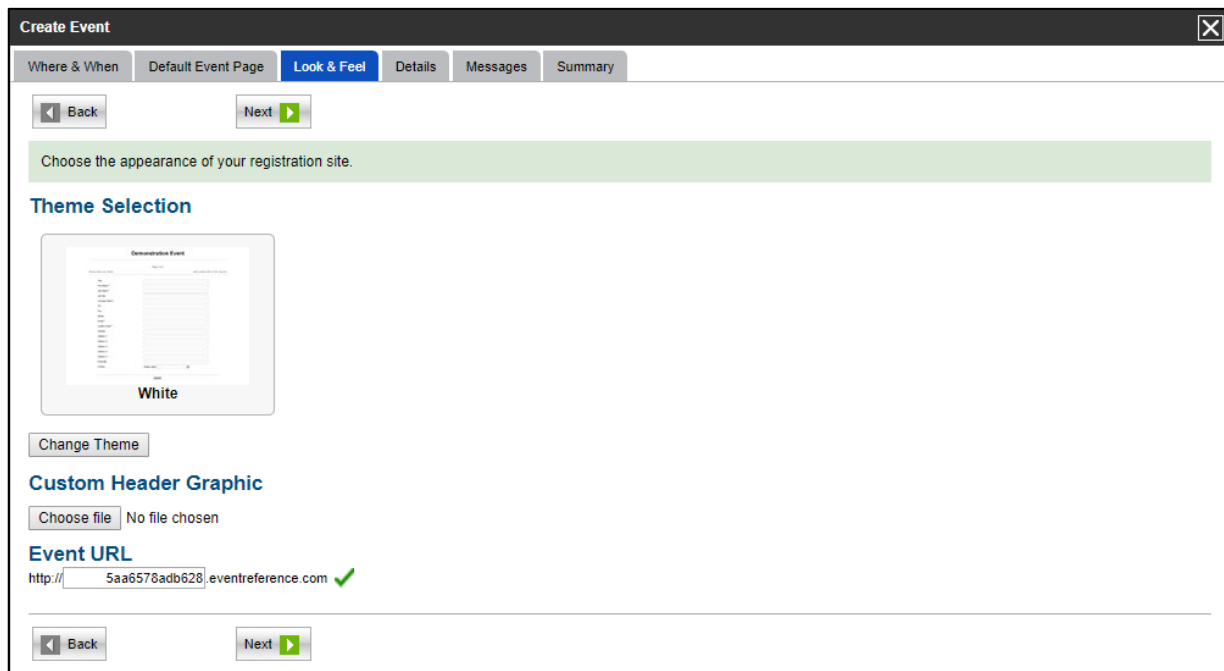 Create Event
Where & When Default Event Page Look & Feel Details Messages Summary
Back Next
Choose the appearance of your registration site.
Theme Selection
Demonstration Event
White
Change Theme
Custom Header Graphic
Choose file No file chosen
Event URL
http:// 5aa6578adb628 .eventreference.com
Back Next